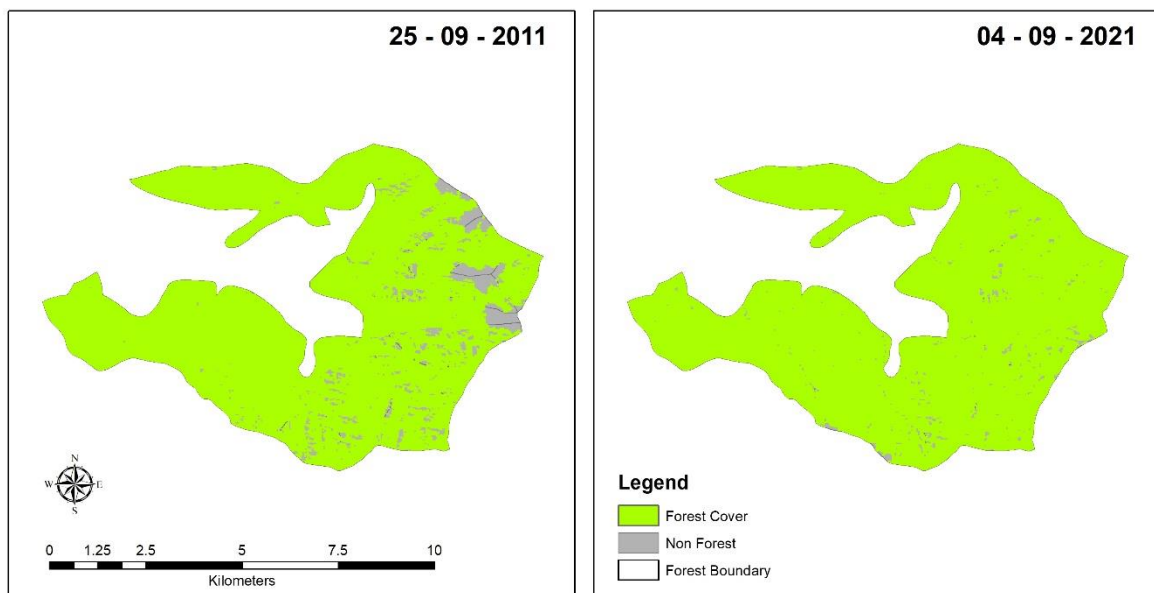 25 - 09 - 2011
04 - 09 - 2021
N
W E
S
0 1.25 2.5 5 7.5 10
Kilometers
Legend
Forest Cover
Non Forest
Forest Boundary